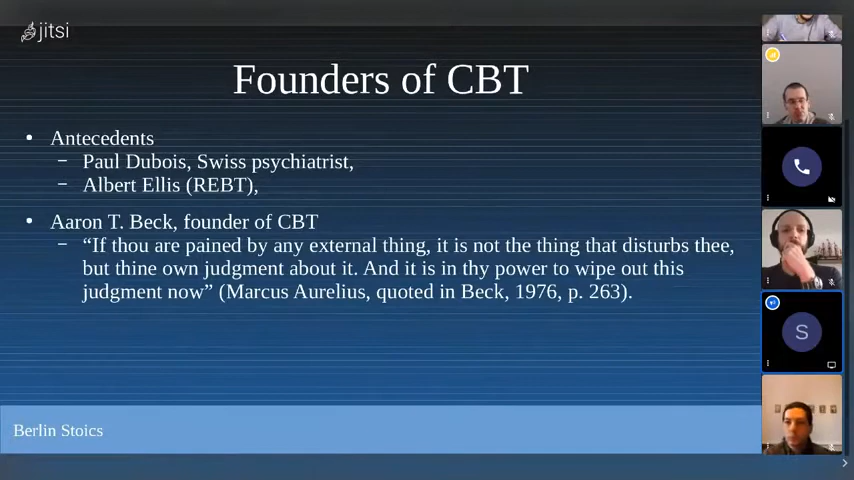 jitsi
Founders of CBT
• Antecedents
– Paul Dubois, Swiss psychiatrist,
– Albert Ellis (REBT),
• Aaron T. Beck, founder of CBT
– “If thou are pained by any external thing, it is not the thing that disturbs thee,
but thine own judgment about it. And it is in thy power to wipe out this
judgment now” (Marcus Aurelius, quoted in Beck, 1976, p. 263).
S
Berlin Stoics